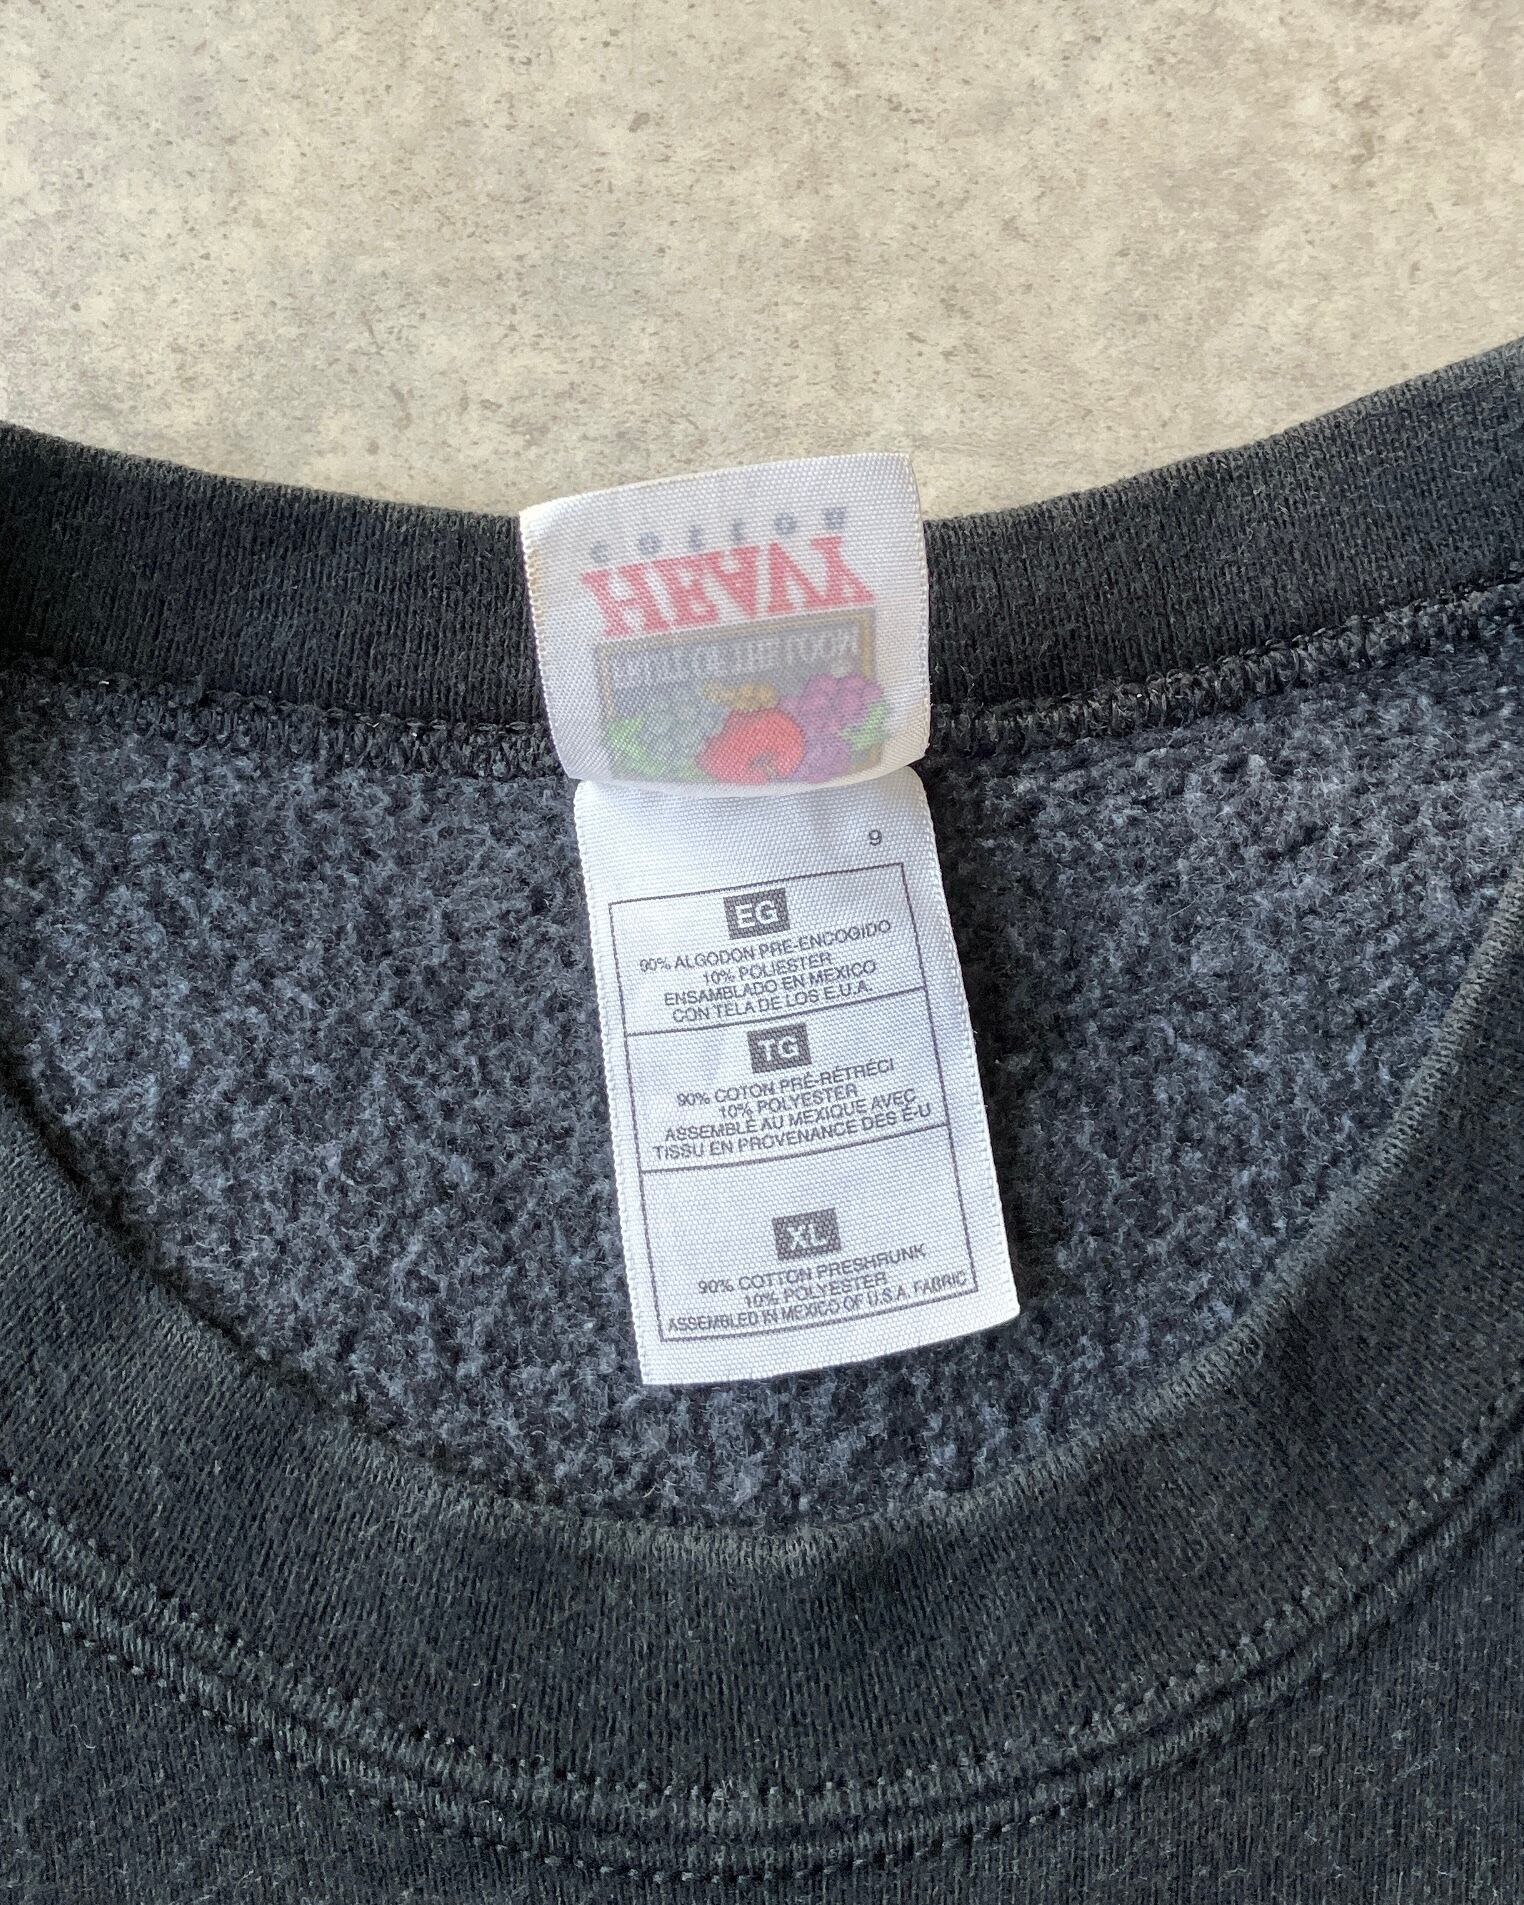 COTTON
HEAVY
FRUIT OF THE LOOM
9
EG
90% ALGODON PRE-ENCOGIDO
10% POLIESTER
ENSAMBLADO EN MEXICO
CON TELA DE LOS E.U.A.
TG
90% COTON PRÉ-RÉTRÉCI
10% POLYESTER
ASSEMBLÉ AU MEXIQUE AVEC
TISSU EN PROVENANCE DES É-U
XL
90% COTTON PRESHRUNK
10% POLYESTER
ASSEMBLED IN MEXICO OF U.S.A. FABRIC